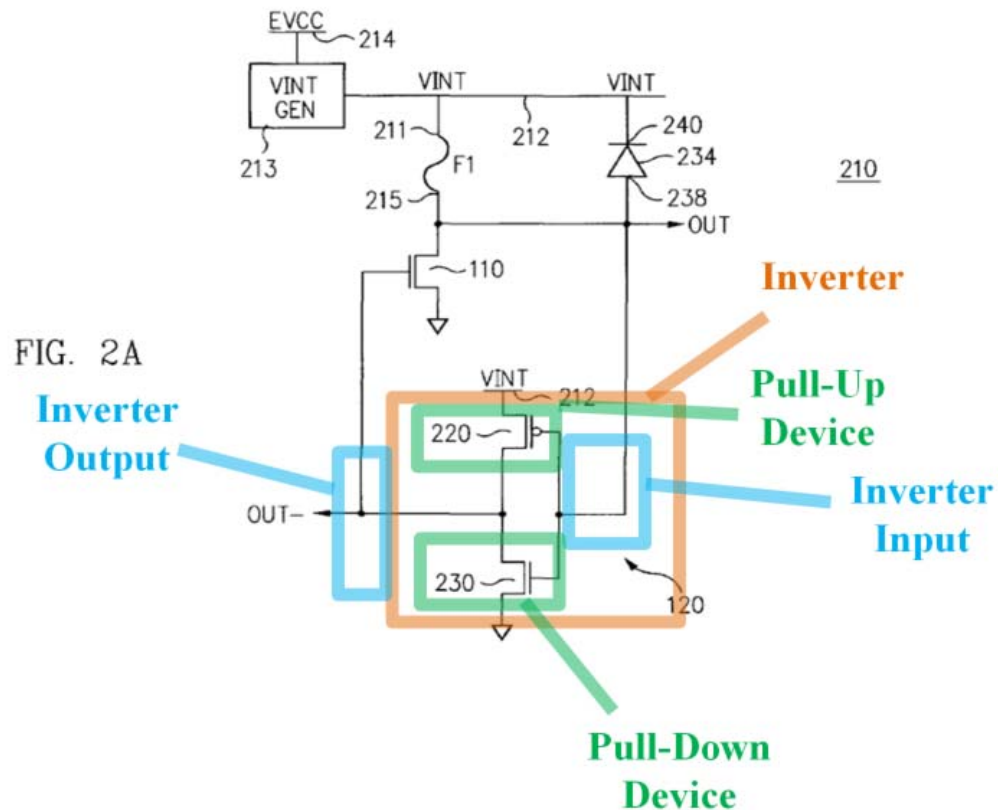 EVCC
214
VINT
GEN
213
VINT
VINT
211
212
240
234
F1
238
210
215
OUT
110
Inverter
FIG. 2A
VINT
212
Pull-Up
Device
Inverter
Output
220
Inverter
Input
OUT-
230
120
Pull-Down
Device